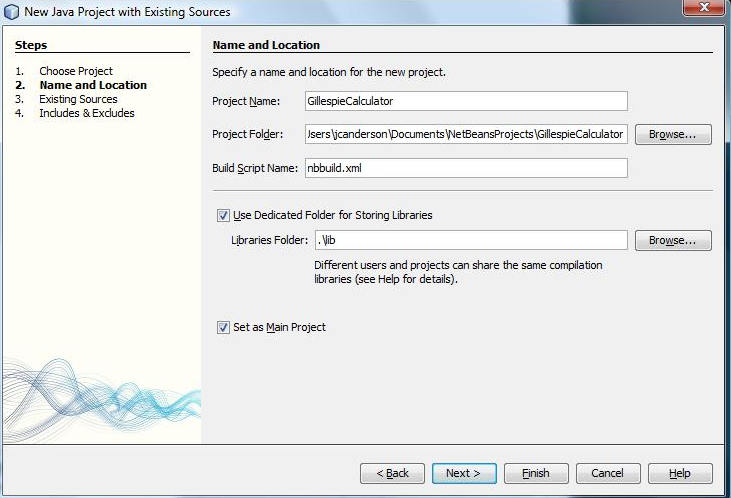 New Java Project with Existing Sources
Steps
1. Choose Project
2. Name and Location
3. Existing Sources
4. Includes & Excludes
Name and Location
Specify a name and location for the new project.
Project Name: GillespieCalculator
Project Folder: Jsers\jcanderson\Documents\NetBeansProjects\GillespieCalculator Browse...
Build Script Name: nbbuild.xml
Use Dedicated Folder for Storing Libraries
Libraries Folder: .\lib Browse...
Different users and projects can share the same compilation
libraries (see Help for details).
Set as Main Project
< Back Next > Finish Cancel Help